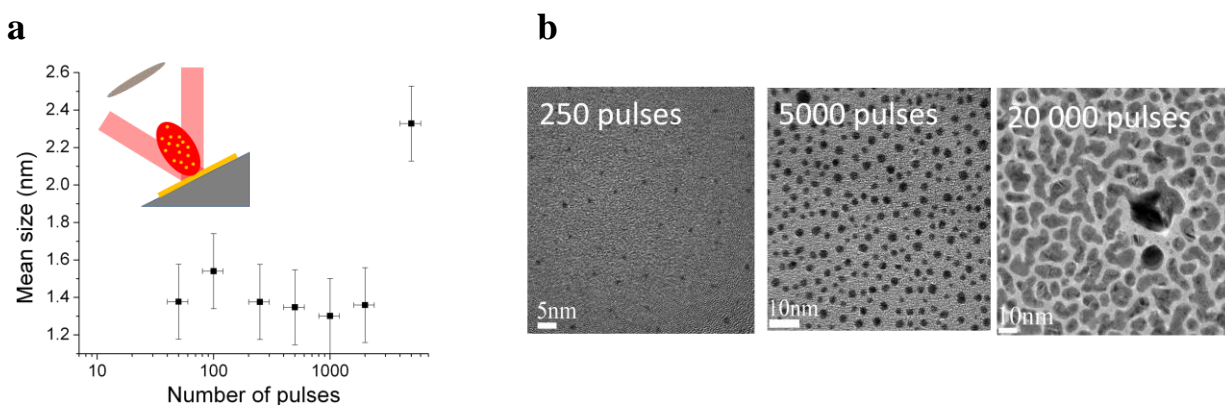 a
b
2.6
2.4
2.2
2.0
1.8
1.6
1.4
1.2
Mean size (nm)
10
100
1000
Number of pulses
250 pulses
5nm
5000 pulses
10nm
20 000 pulses
10nm